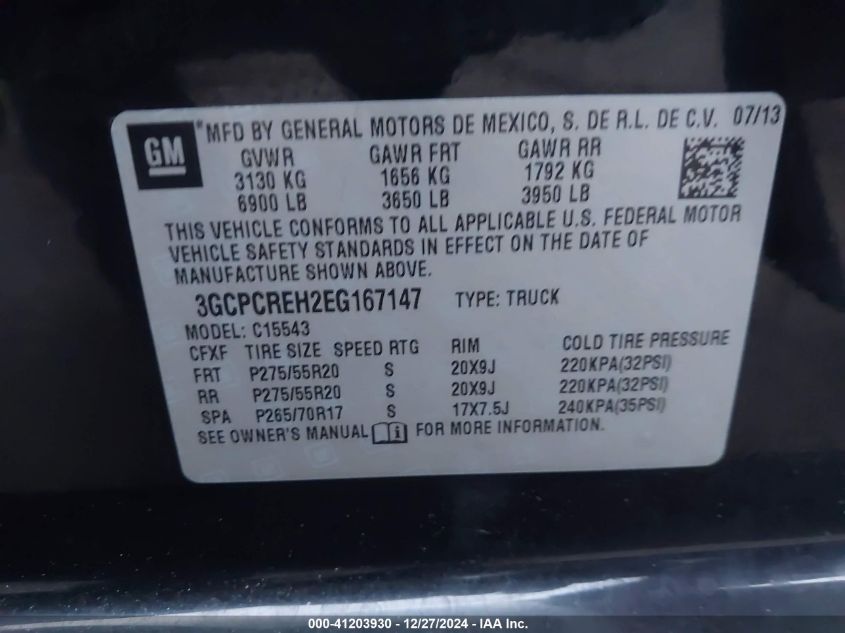 GM
*MFD BY GENERAL MOTORS DE MEXICO, S. DE R.L. DE C.V. 07/13
GVWR GAWR FRT GAWR RR
3130 KG 1656 KG 1792 KG
6900 LB 3650 LB 3950 LB
THIS VEHICLE CONFORMS TO ALL APPLICABLE U.S. FEDERAL MOTOR
VEHICLE SAFETY STANDARDS IN EFFECT ON THE DATE OF
MANUFACTURE SHOWN ABOVE.
3GCPCREH2EG167147 TYPE: TRUCK
MODEL: C15543
CFXF TIRE SIZE SPEED RTG RIM COLD TIRE PRESSURE
FRT P275/55R20 S 20X9J 220KPA(32PSI)
RR P275/55R20 S 20X9J 220KPA(32PSI)
SPA P265/70R17 S 17X7.5J 240KPA(35PSI)
SEE OWNER'S MANUAL i FOR MORE INFORMATION.
000-41203930 - 12/27/2024 - IAA Inc.